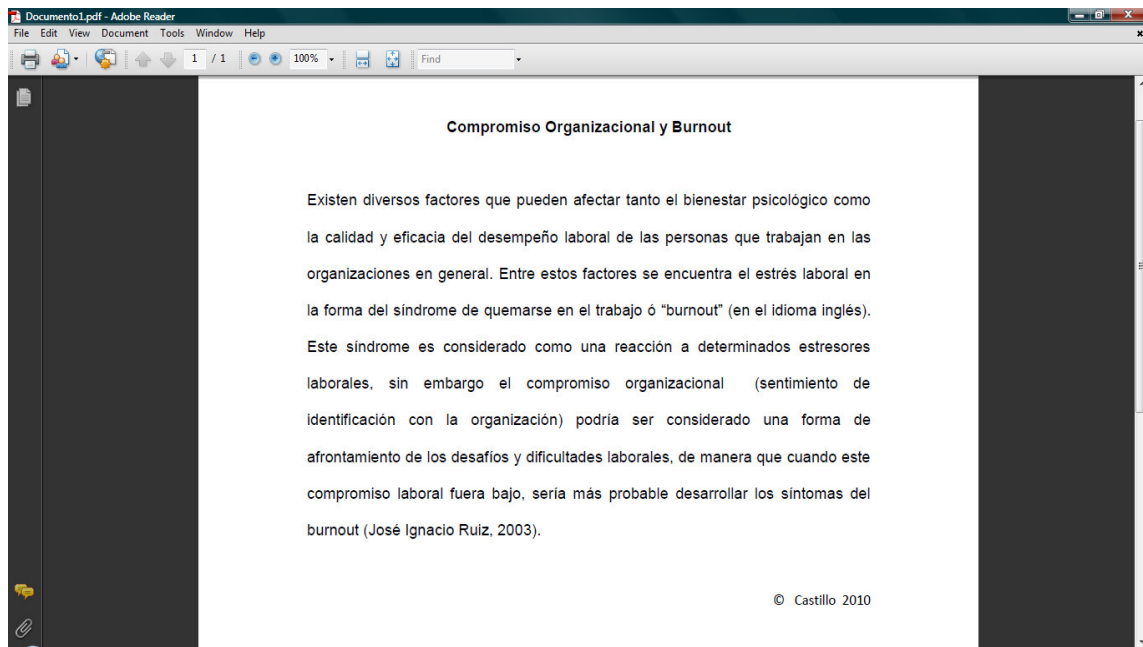 Documento1.pdf - Adobe Reader
File Edit View Document Tools Window Help
1 / 1 100% Find
Compromiso Organizacional y Burnout
Existen diversos factores que pueden afectar tanto el bienestar psicológico como
la calidad y eficacia del desempeño laboral de las personas que trabajan en las
organizaciones en general. Entre estos factores se encuentra el estrés laboral en
la forma del síndrome de quemarse en el trabajo ó “burnout” (en el idioma inglés).
Este síndrome es considerado como una reacción a determinados estresores
laborales, sin embargo el compromiso organizacional (sentimiento de
identificación con la organización) podría ser considerado una forma de
afrontamiento de los desafíos y dificultades laborales, de manera que cuando este
compromiso laboral fuera bajo, sería más probable desarrollar los síntomas del
burnout (José Ignacio Ruiz, 2003).
© Castillo 2010